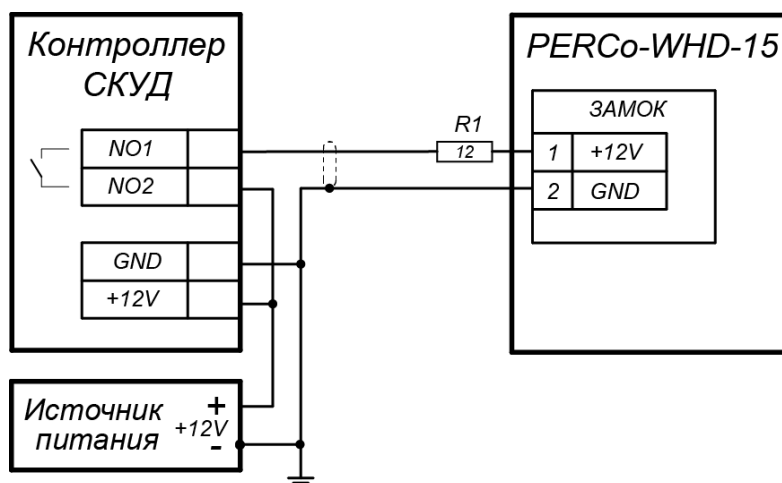 Контроллер
СКУД
NO1
NO2
GND
+12V
Источник
питания
+
+12V
-
R1
12
PERCo-WHD-15
ЗАМОК
1 +12V
2 GND